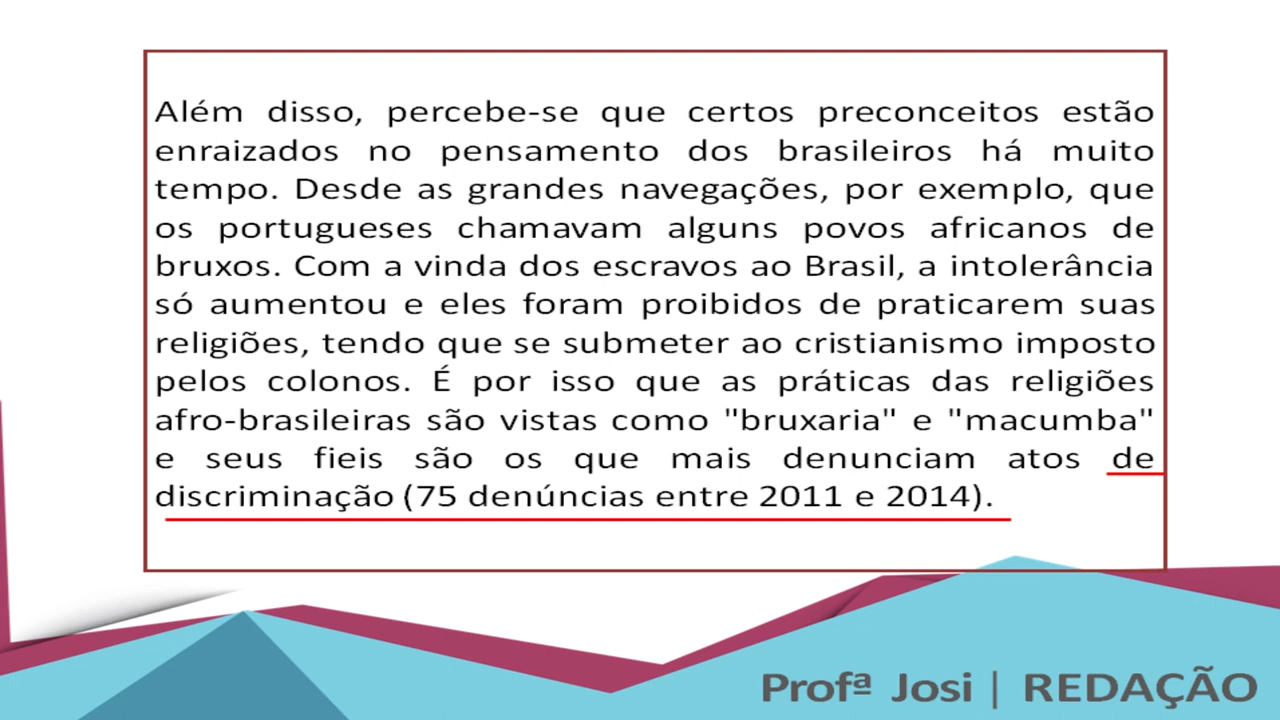 Além disso, percebe-se que certos preconceitos estão
enraizados no pensamento dos brasileiros há muito
tempo. Desde as grandes navegações, por exemplo, que
os portugueses chamavam alguns povos africanos de
bruxos. Com a vinda dos escravos ao Brasil, a intolerância
só aumentou e eles foram proibidos de praticarem suas
religiões, tendo que se submeter ao cristianismo imposto
pelos colonos. É por isso que as práticas das religiões
afro-brasileiras são vistas como "bruxaria" e "macumba"
e seus fieis são os que mais denunciam atos de
discriminação (75 denúncias entre 2011 e 2014).
Profª Josi | REDAÇÃO